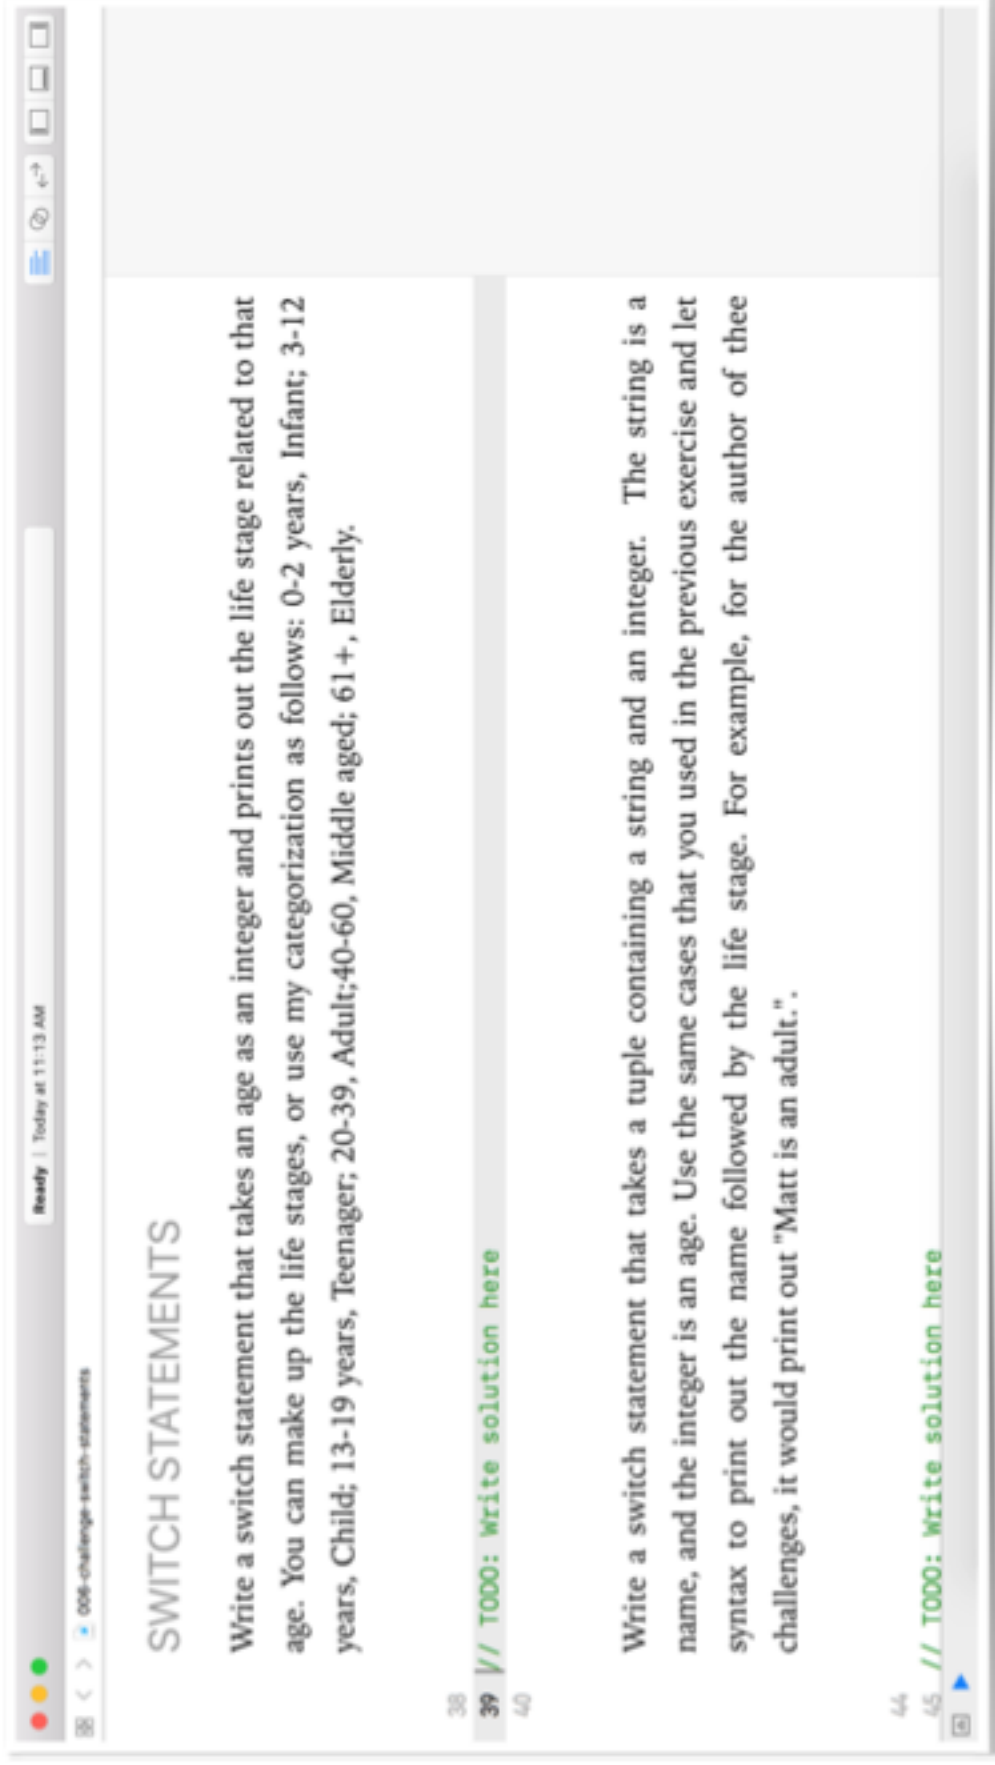 Ready | Today at 11:13 AM
006-challenge-switch-statements
SWITCH STATEMENTS
Write a switch statement that takes an age as an integer and prints out the life stage related to that
age. You can make up the life stages, or use my categorization as follows: 0-2 years, Infant; 3-12
years, Child; 13-19 years, Teenager; 20-39, Adult;40-60, Middle aged; 61+, Elderly.
38
39 // TODO: Write solution here
40
Write a switch statement that takes a tuple containing a string and an integer. The string is a
name, and the integer is an age. Use the same cases that you used in the previous exercise and let
syntax to print out the name followed by the life stage. For example, for the author of thee
challenges, it would print out "Matt is an adult.". .
44
45 // TODO: Write solution here